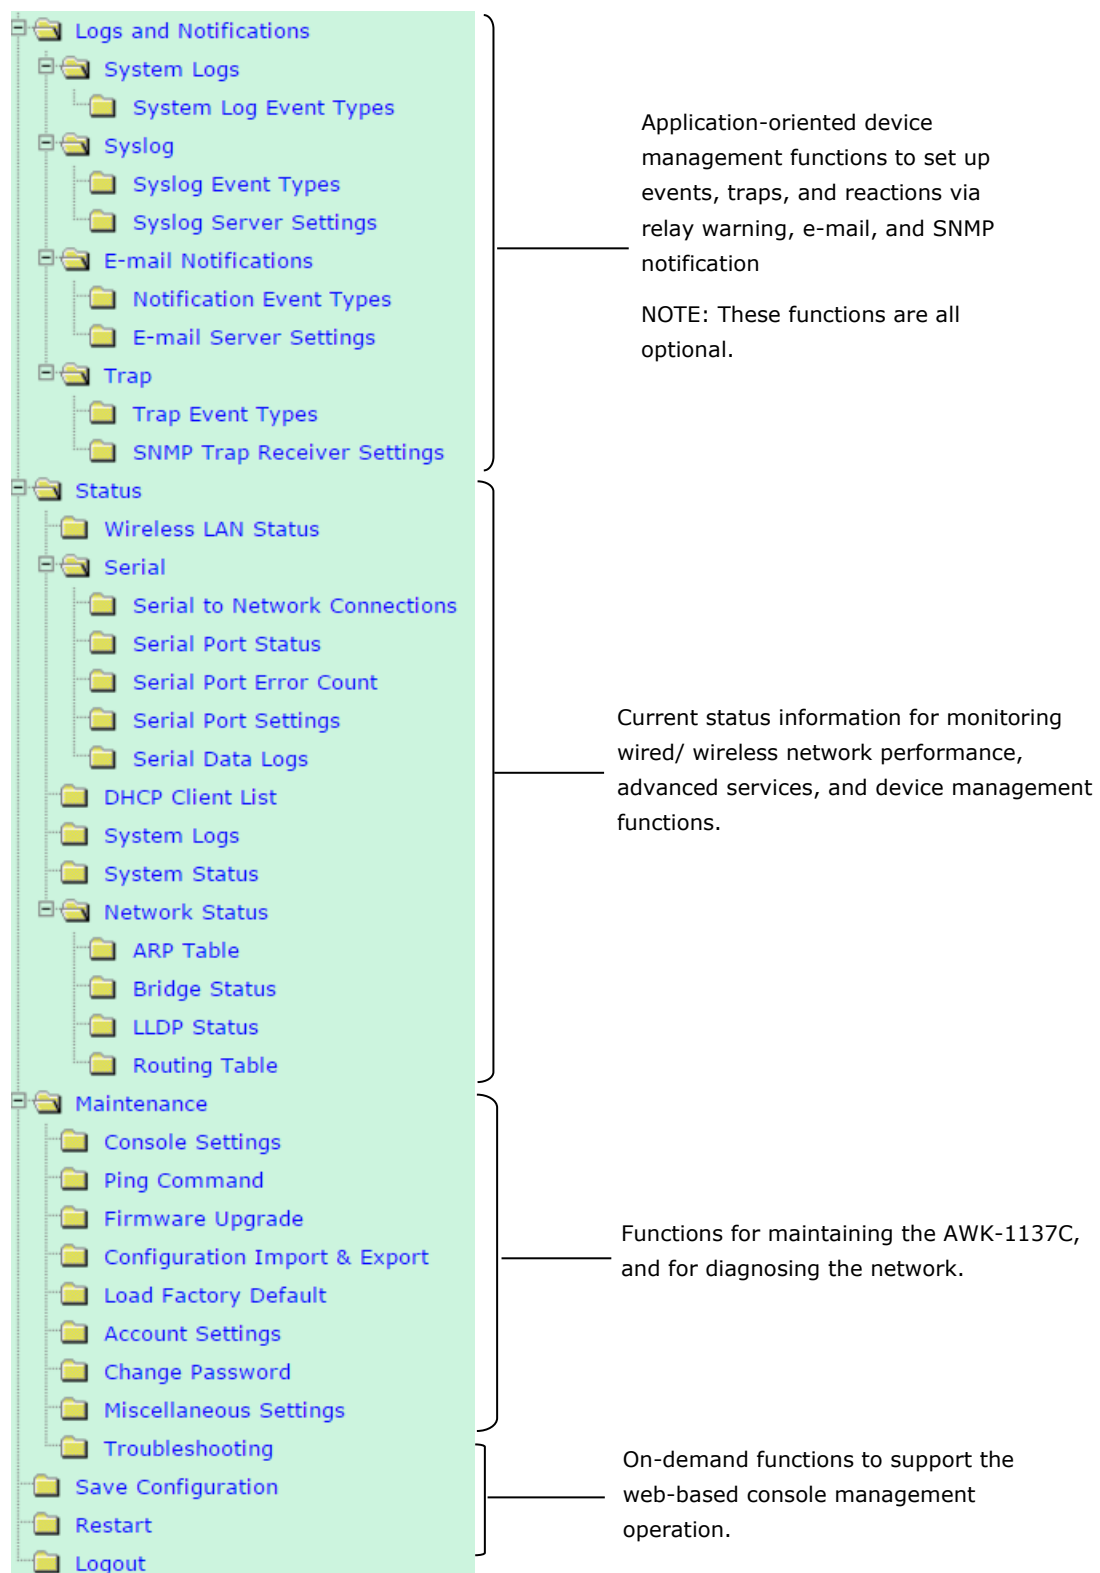 Logs and Notifications
System Logs
System Log Event Types
Syslog
Syslog Event Types
Syslog Server Settings
E-mail Notifications
Notification Event Types
E-mail Server Settings
Trap
Trap Event Types
SNMP Trap Receiver Settings
Application-oriented device
management functions to set up
events, traps, and reactions via
relay warning, e-mail, and SNMP
notification
NOTE: These functions are all
optional.
Status
Wireless LAN Status
Serial
Serial to Network Connections
Serial Port Status
Serial Port Error Count
Serial Port Settings
Serial Data Logs
DHCP Client List
System Logs
System Status
Network Status
ARP Table
Bridge Status
LLDP Status
Routing Table
Current status information for monitoring
wired/ wireless network performance,
advanced services, and device management
functions.
Maintenance
Console Settings
Ping Command
Firmware Upgrade
Configuration Import & Export
Load Factory Default
Account Settings
Change Password
Miscellaneous Settings
Troubleshooting
Functions for maintaining the AWK-1137C,
and for diagnosing the network.
Save Configuration
Restart
Logout
On-demand functions to support the
web-based console management
operation.